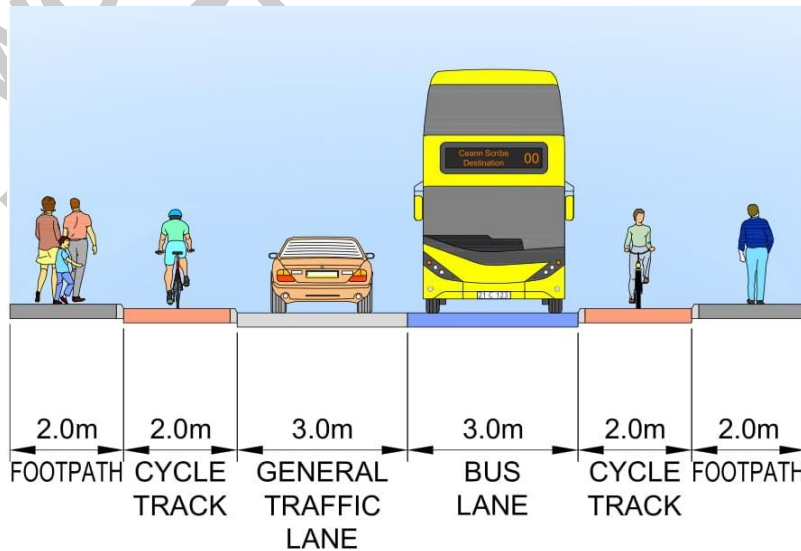 Ceann Scribe
Destination 00
2.0m 2.0m 3.0m 3.0m 2.0m 2.0m
FOOTPATH CYCLE GENERAL BUS CYCLE FOOTPATH
TRACK TRAFFIC LANE TRACK
LANE